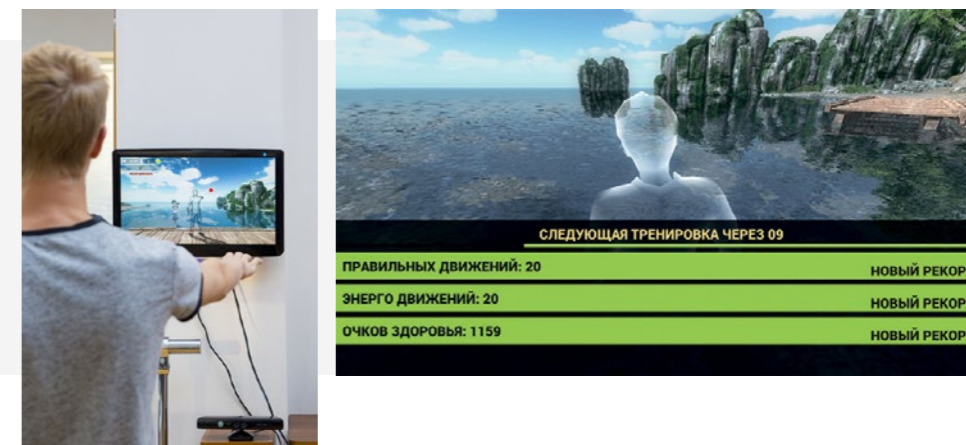 СЛЕДУЮЩАЯ ТРЕНИРОВКА ЧЕРЕЗ 09
ПРАВИЛЬНЫХ ДВИЖЕНИЙ: 20 НОВЫЙ РЕКОР
ЭНЕРГО ДВИЖЕНИЙ: 20 НОВЫЙ РЕКОР
ОЧКОВ ЗДОРОВЬЯ: 1159 НОВЫЙ РЕКОР